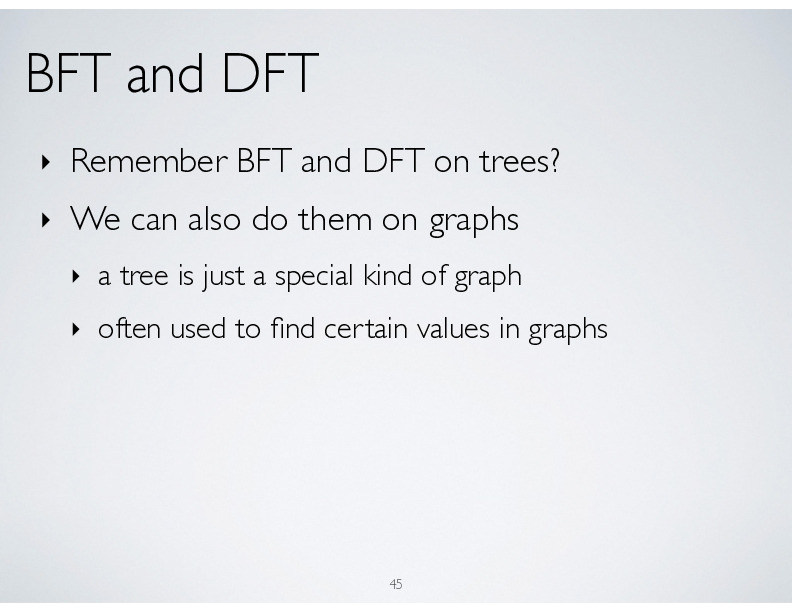 BFT and DFT
‣ Remember BFT and DFT on trees?
‣ We can also do them on graphs
‣ a tree is just a special kind of graph
‣ often used to find certain values in graphs
45